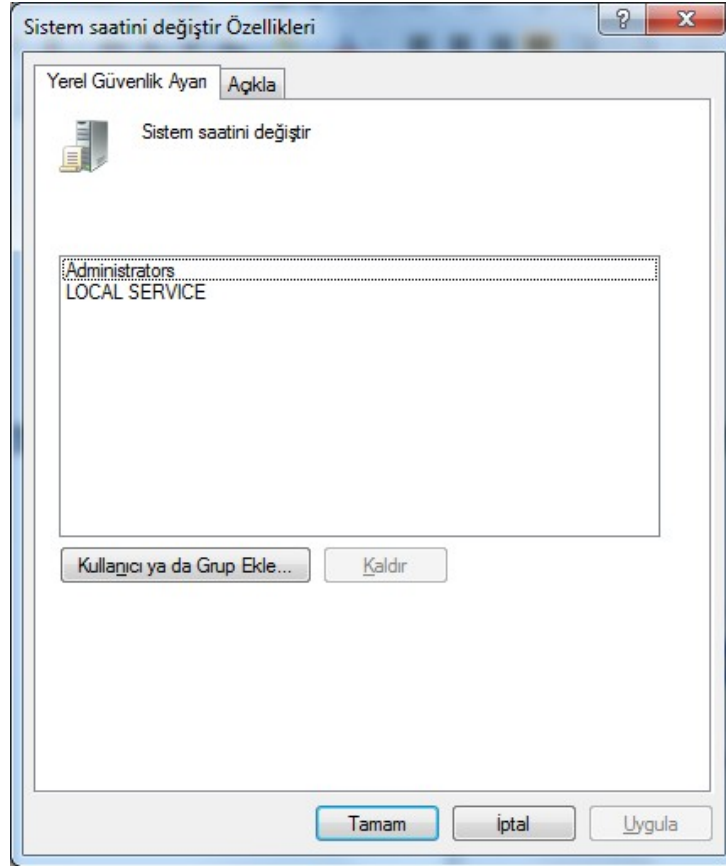 Sistem saatini değiştir Özellikleri
Yerel Güvenlik Ayarı
Açıkla
Sistem saatini değiştir
Administrators
LOCAL SERVICE
Kullanıcı ya da Grup Ekle...
Kaldır
Tamam
İptal
Uygula